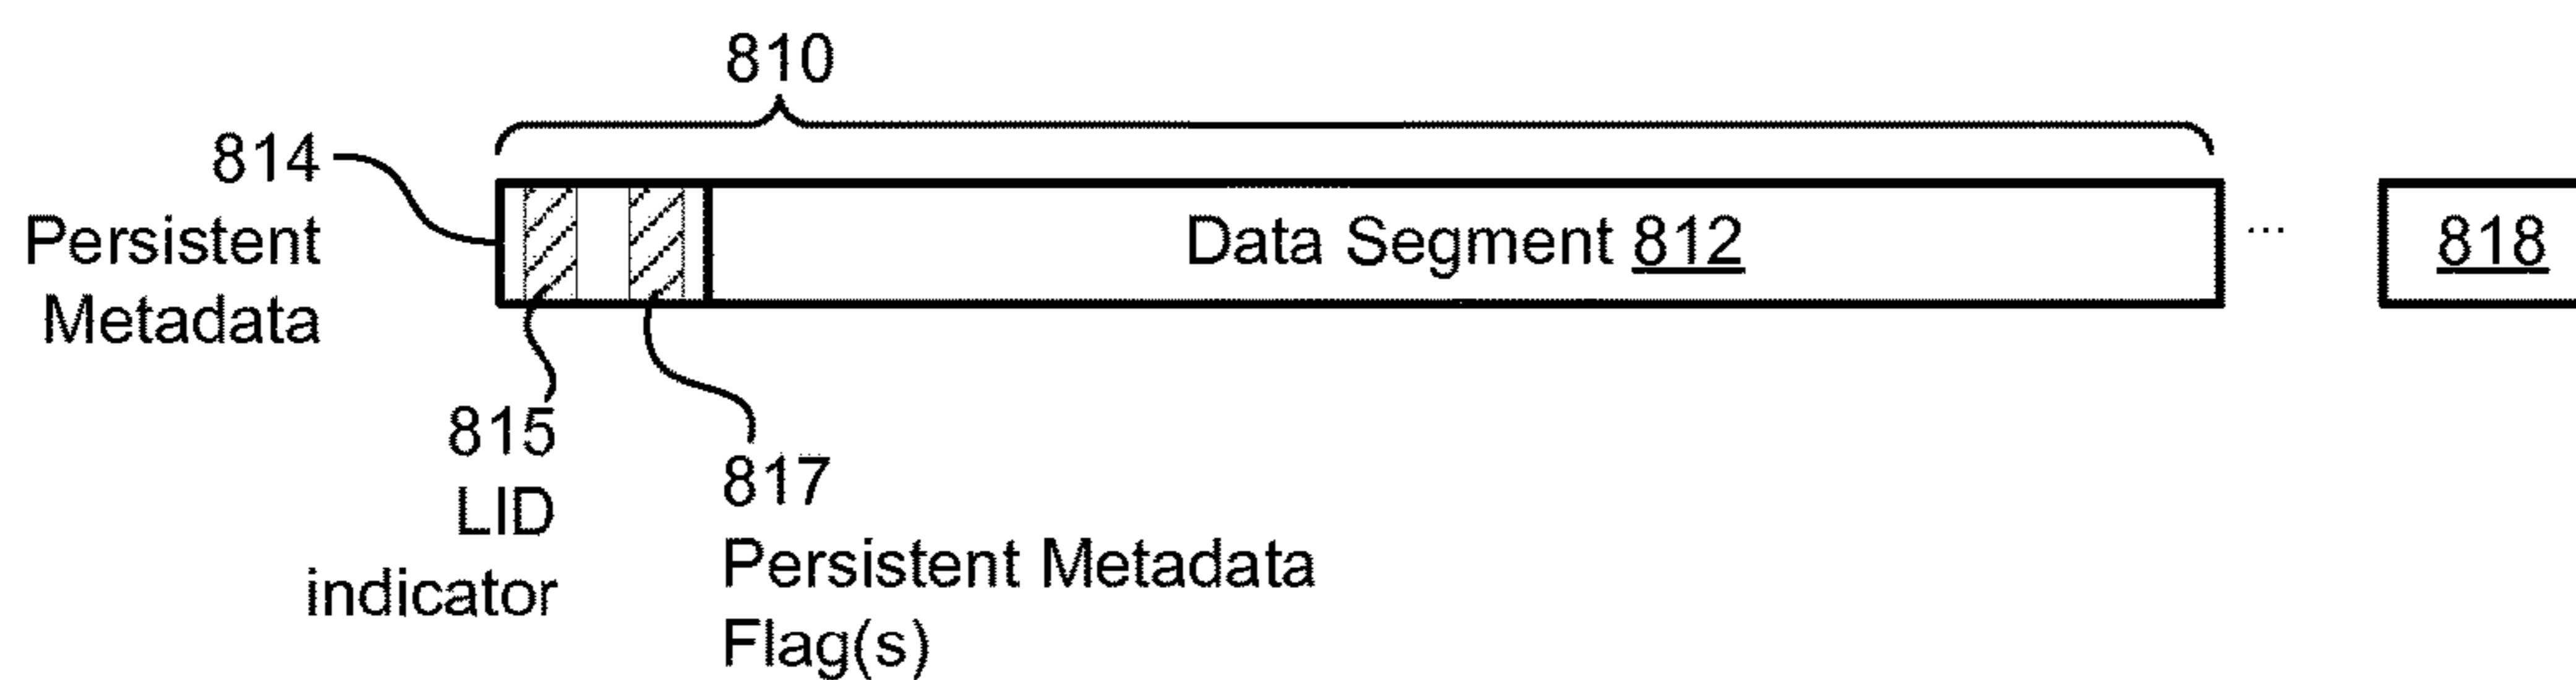 810
814
Persistent
Metadata
Data Segment 812
...
818
815
LID
indicator
817
Persistent Metadata
Flag(s)